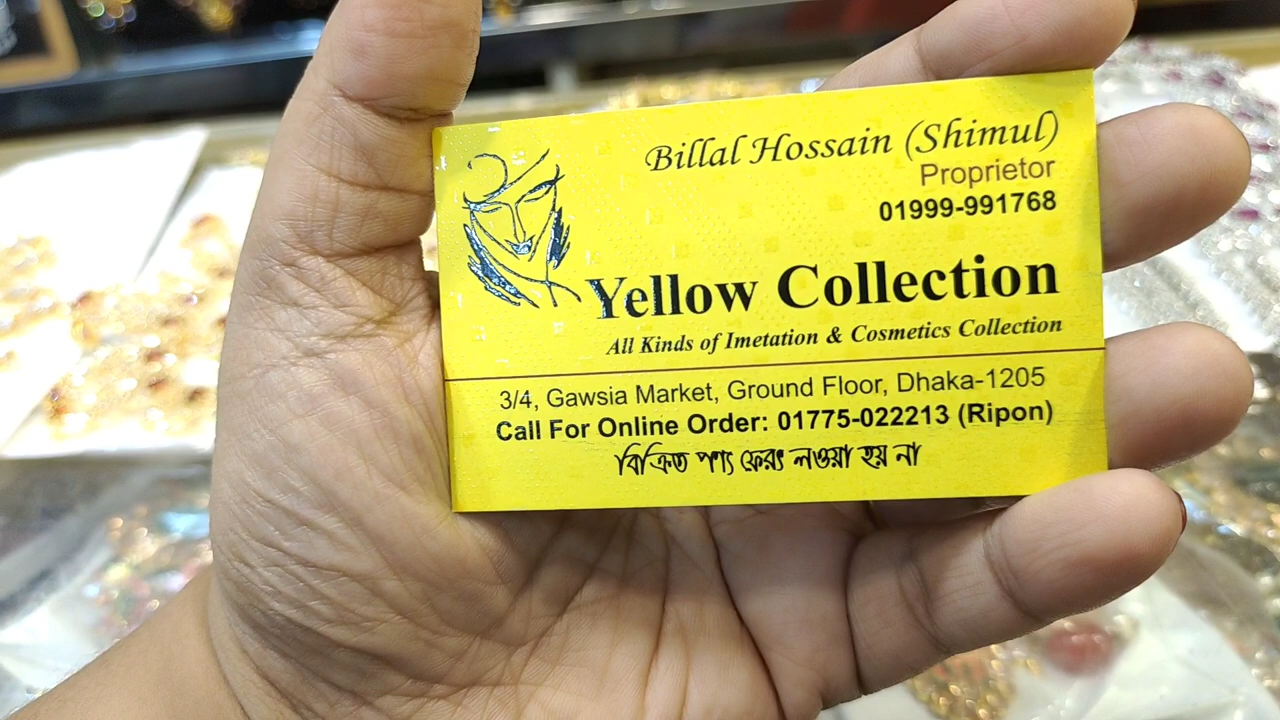 Billal Hossain (Shimul)
Proprietor
01999-991768
Yellow Collection
All Kinds of Imetation & Cosmetics Collection
3/4, Gawsia Market, Ground Floor, Dhaka-1205
Call For Online Order: 01775-022213 (Ripon)
বিক্রিত পণ্য ফেরৎ লওয়া হয় না